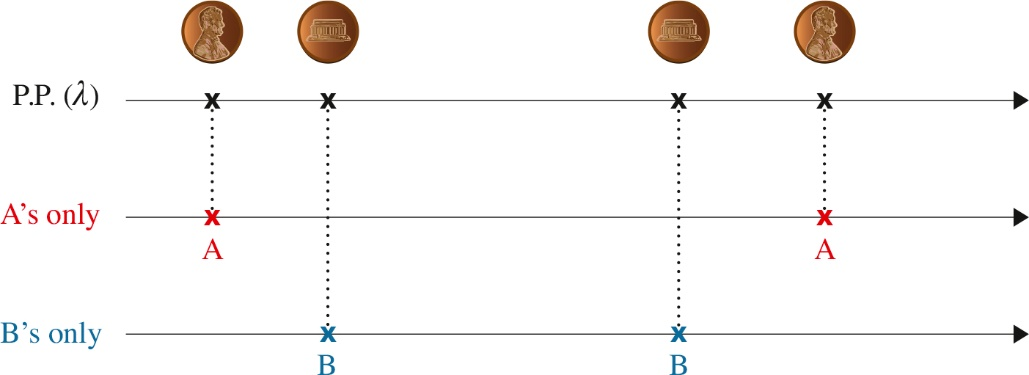 P.P. (λ)
A's only
A A
B's only
B B